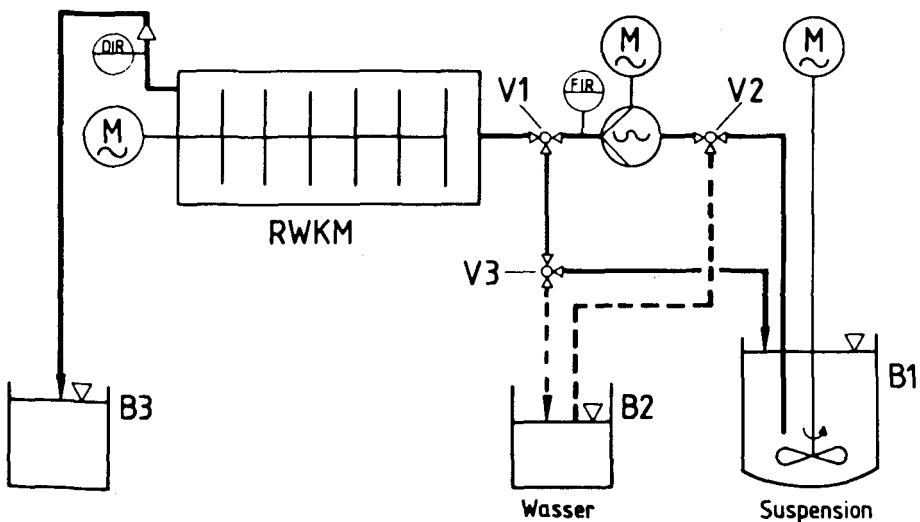 DIR
M
~
RWKM
V1
FIR
M
~
V2
M
~
V3
B3
B2
Wasser
B1
Suspension